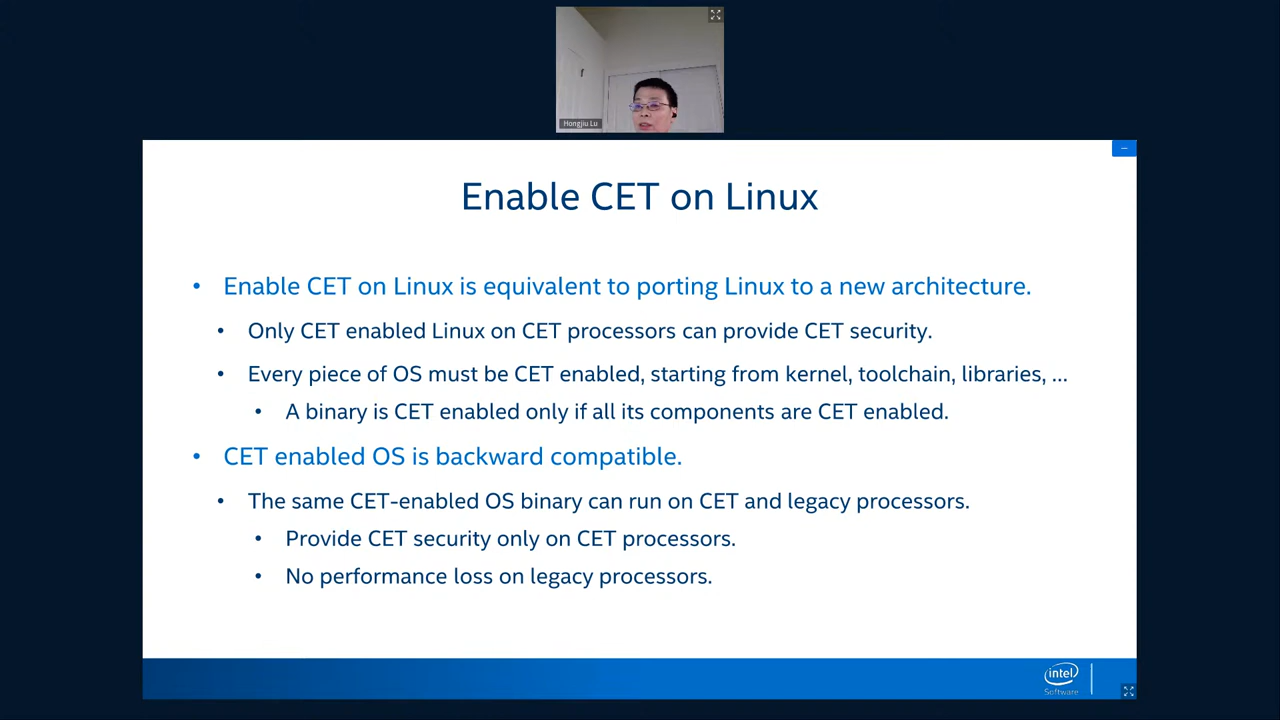 Hongjiu Lu
Enable CET on Linux
• Enable CET on Linux is equivalent to porting Linux to a new architecture.
• Only CET enabled Linux on CET processors can provide CET security.
• Every piece of OS must be CET enabled, starting from kernel, toolchain, libraries, ...
• A binary is CET enabled only if all its components are CET enabled.
• CET enabled OS is backward compatible.
• The same CET-enabled OS binary can run on CET and legacy processors.
• Provide CET security only on CET processors.
• No performance loss on legacy processors.
intel
Software